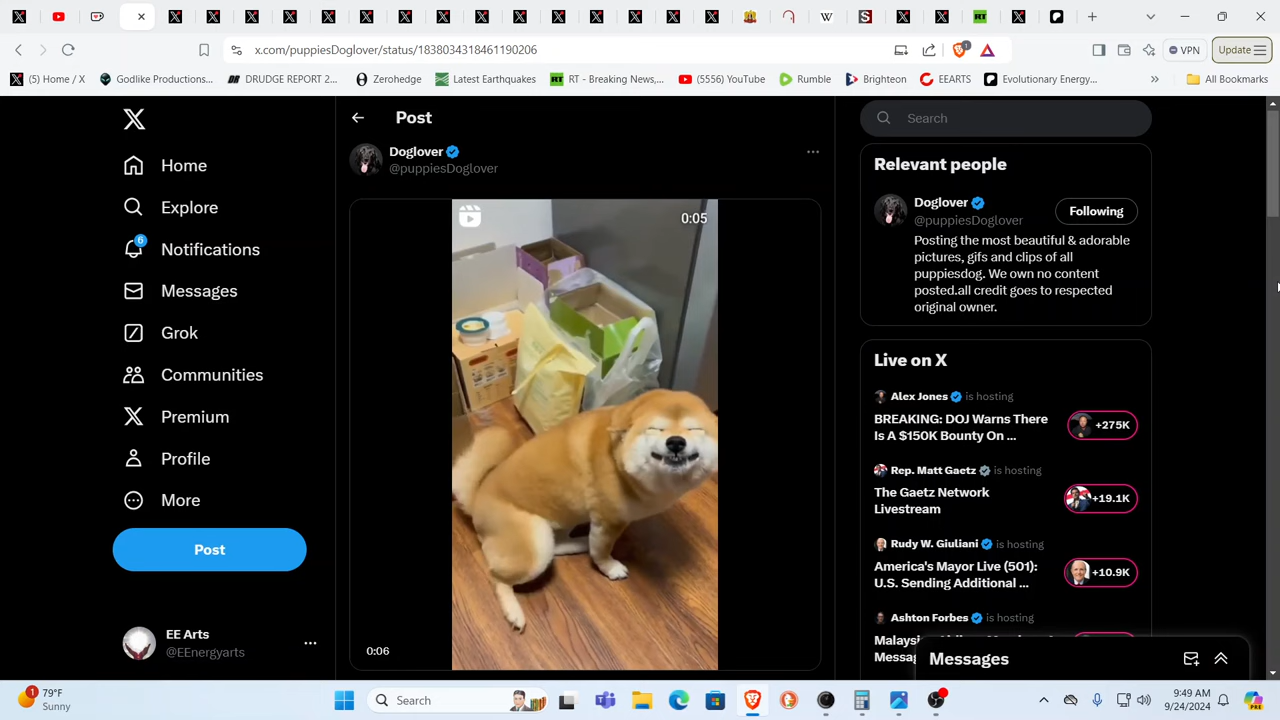 x.com/puppiesDoglover/status/1838034318461190206
VPN
Update
(5) Home / X
Godlike Productions...
DRUDGE REPORT 2...
Zerohedge
Latest Earthquakes
RT - Breaking News,...
(5556) YouTube
Rumble
Brighteon
EEARTS
Evolutionary Energy...
All Bookmarks
Home
Explore
6
Notifications
Messages
Grok
Communities
Premium
Profile
More
Post
EE Arts
@EEnergyarts
Post
Doglover
@puppiesDoglover
0:05
0:06
Search
Relevant people
Doglover
@puppiesDoglover
Following
Posting the most beautiful & adorable
pictures, gifs and clips of all
puppiesdog. We own no content
posted.all credit goes to respected
original owner.
Live on X
Alex Jones is hosting
BREAKING: DOJ Warns There
Is A $150K Bounty On ...
+275K
Rep. Matt Gaetz is hosting
The Gaetz Network
Livestream
+19.1K
Rudy W. Giuliani is hosting
America's Mayor Live (501):
U.S. Sending Additional ...
+10.9K
Ashton Forbes is hosting
Messages
1
79°F
Sunny
Search
9:49 AM
9/24/2024